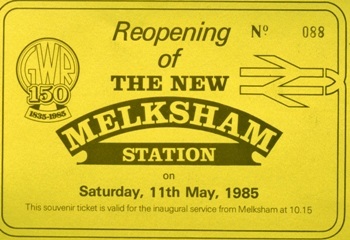 Reopening
Nº 088
of
THE NEW
GWR
150
1835-1985
MELKSHAM
STATION
on
Saturday, 11th May, 1985
This souvenir ticket is valid for the inaugural service from Melksham at 10.15